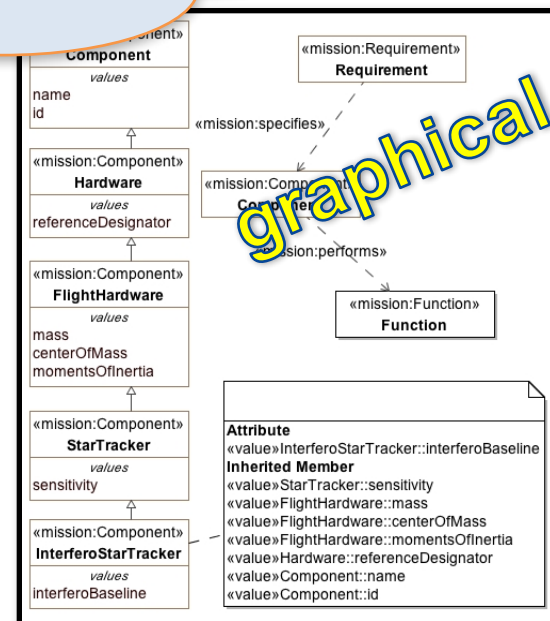 Component
values
name
id
«mission:Component»
Hardware
values
referenceDesignator
«mission:Component»
FlightHardware
values
mass
centerOfMass
momentsOfInertia
«mission:Component»
StarTracker
values
sensitivity
«mission:Component»
InterferoStarTracker
values
interferoBaseline
«mission:Requirement»
Requirement
«mission:specifies»
graphical
«mission:performs»
«mission:Function»
Function
Attribute
«value»InterferoStarTracker::interferoBaseline
Inherited Member
«value»StarTracker::sensitivity
«value»FlightHardware::mass
«value»FlightHardware::centerOfMass
«value»FlightHardware::momentsOfInertia
«value»Hardware::referenceDesignator
«value»Component::name
«value»Component::id